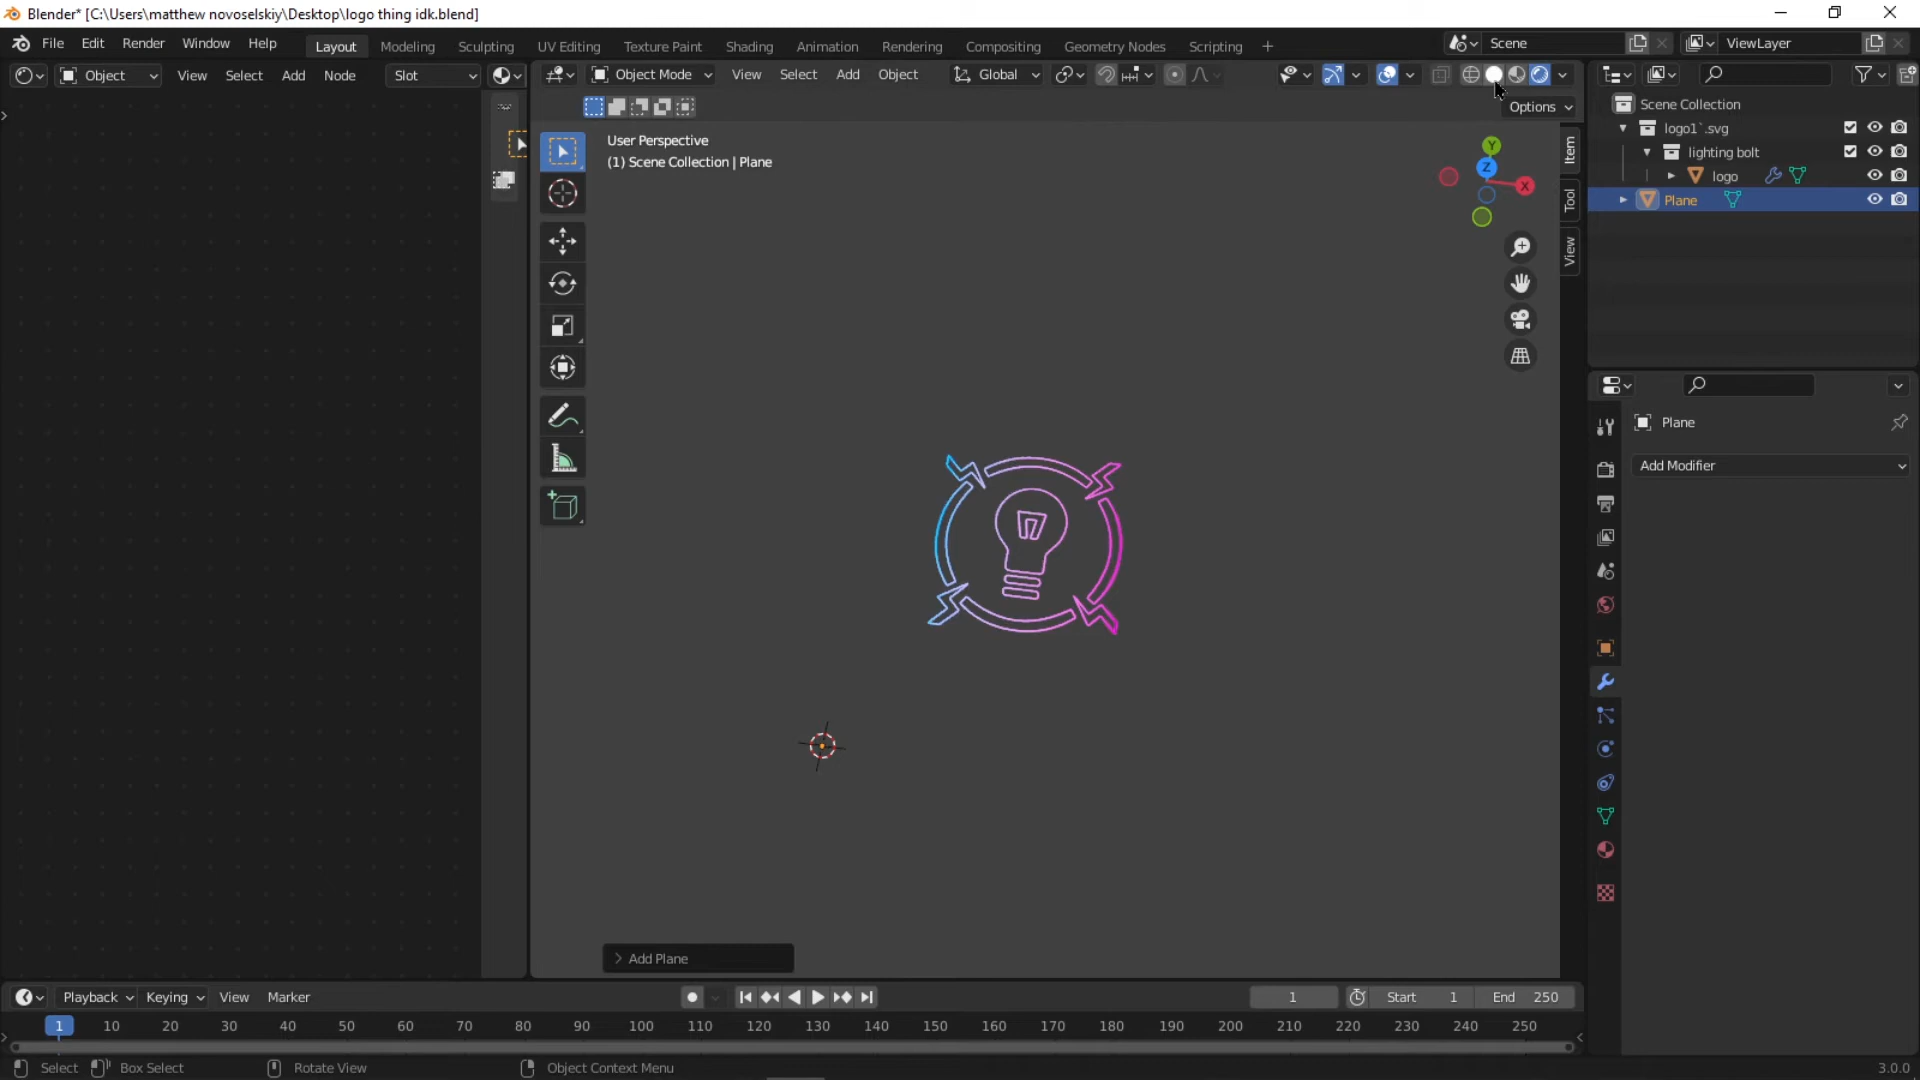 Blender* [C:\Users\matthew novoselskiy\Desktop\logo thing idk.blend]
File Edit Render Window Help Layout Modeling Sculpting UV Editing Texture Paint Shading Animation Rendering Compositing Geometry Nodes Scripting + Scene ViewLayer
Object View Select Add Node Slot Object Mode View Select Add Object Global
Options
Scene Collection
logo1`.svg
lighting bolt
logo
Plane
User Perspective
(1) Scene Collection | Plane
Y
Z
X
Item
Tool
View
Plane
Add Modifier
Add Plane
Playback Keying View Marker 1 Start 1 End 250
1 10 20 30 40 50 60 70 80 90 100 110 120 130 140 150 160 170 180 190 200 210 220 230 240 250
Select Box Select Rotate View Object Context Menu 3.0.0